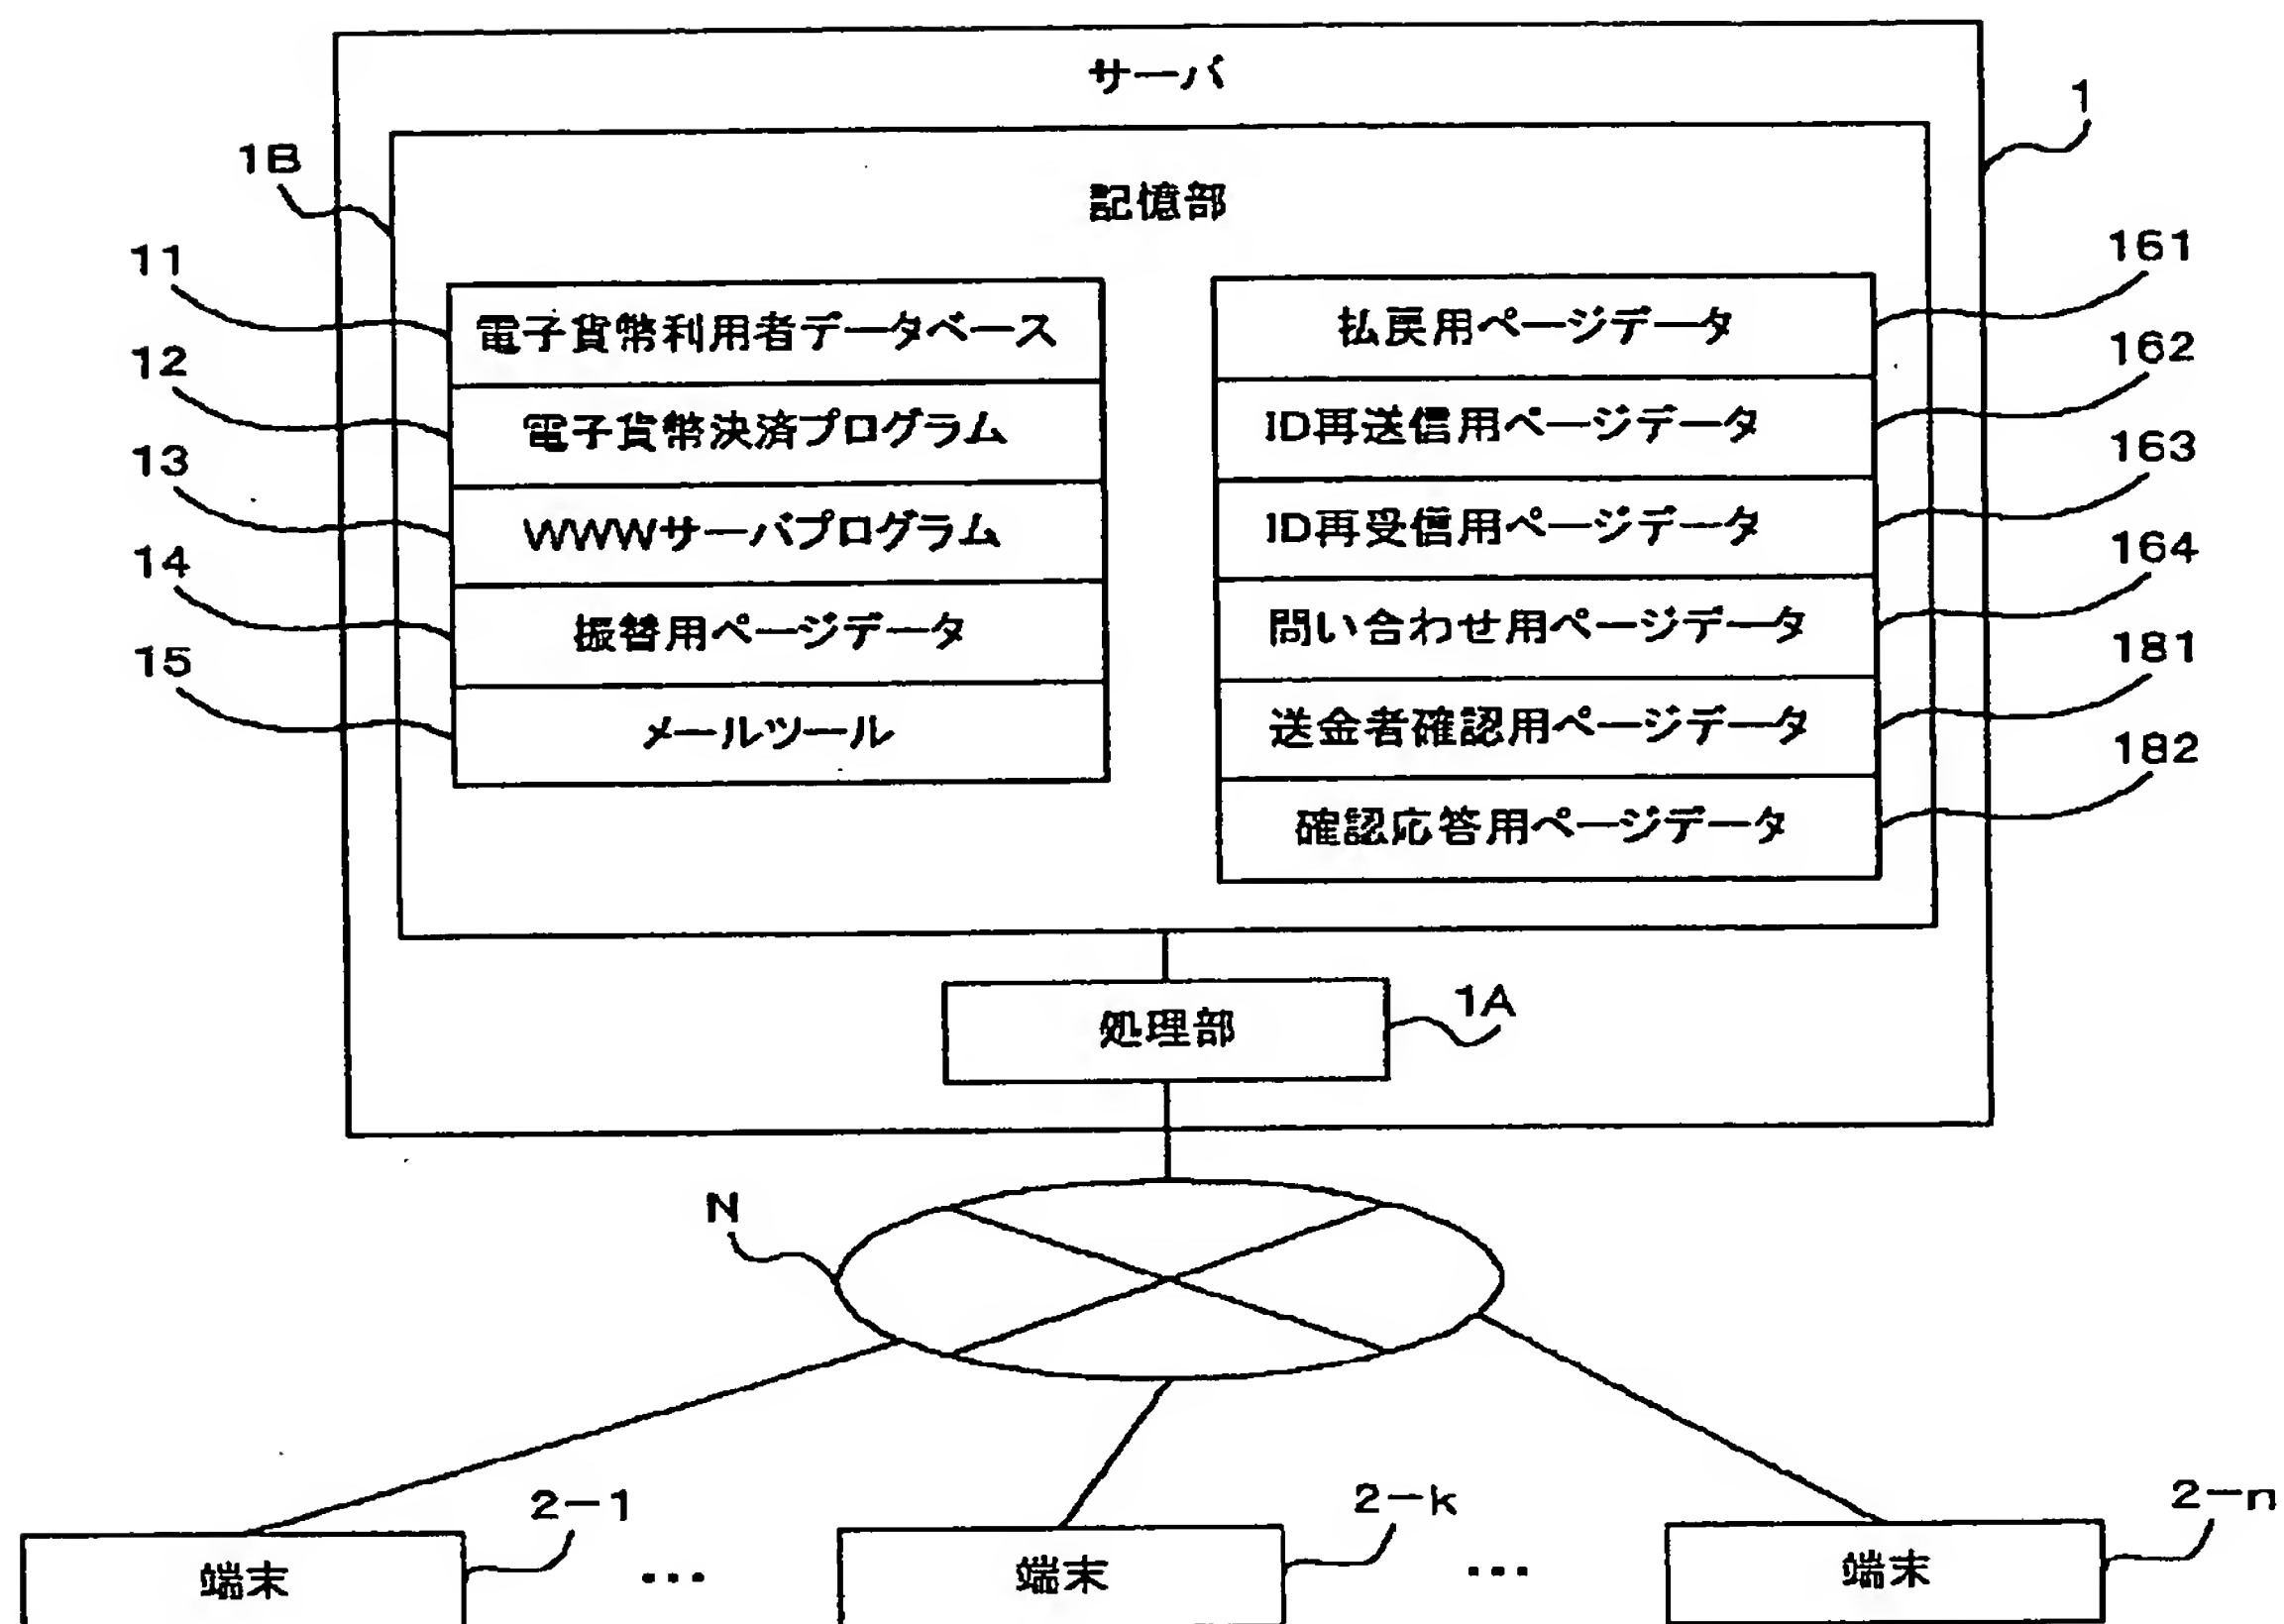 サーバ
1
1B
記憶部
11
電子貨幣利用者データベース
12
電子貨幣決済プログラム
13
WWWサーバプログラム
14
振替用ページデータ
15
メールツール
161
払戻用ページデータ
162
ID再送信用ページデータ
163
ID再受信用ページデータ
164
問い合わせ用ページデータ
181
送金者確認用ページデータ
182
確認応答用ページデータ
処理部
1A
N
2-1
端末
…
2-k
端末
…
2-n
端末